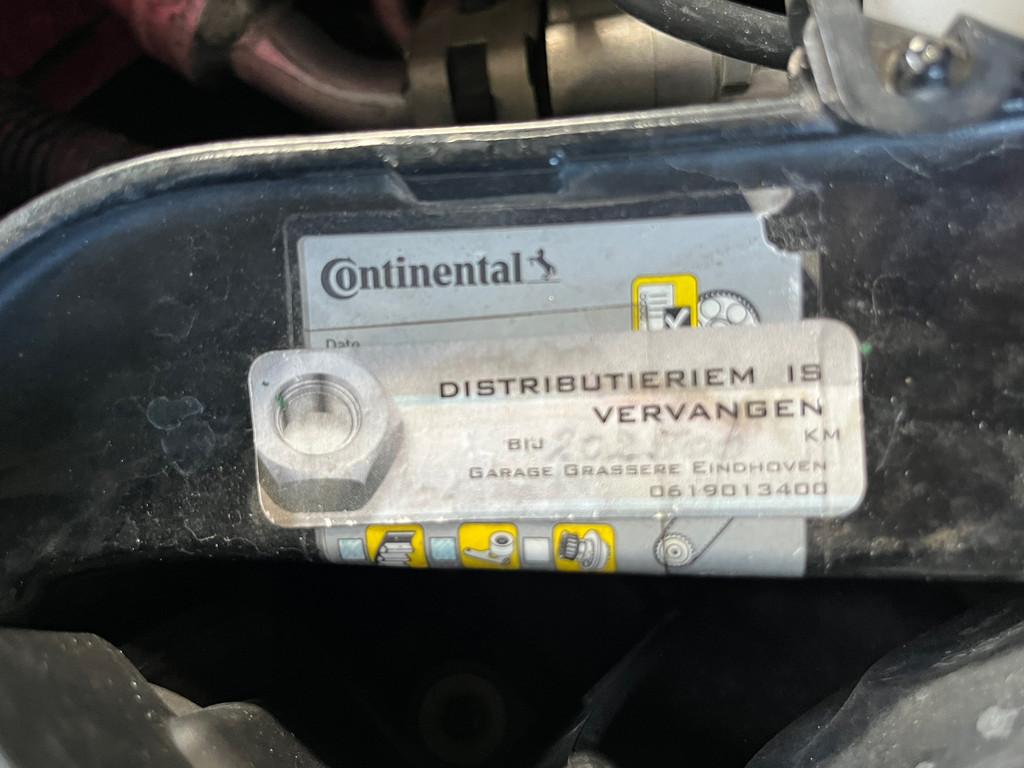 Continental
Date
DISTRIBUTIERIEM IS
VERVANGEN
BIJ KM
GARAGE GRASSERE EINDHOVEN
0619013400